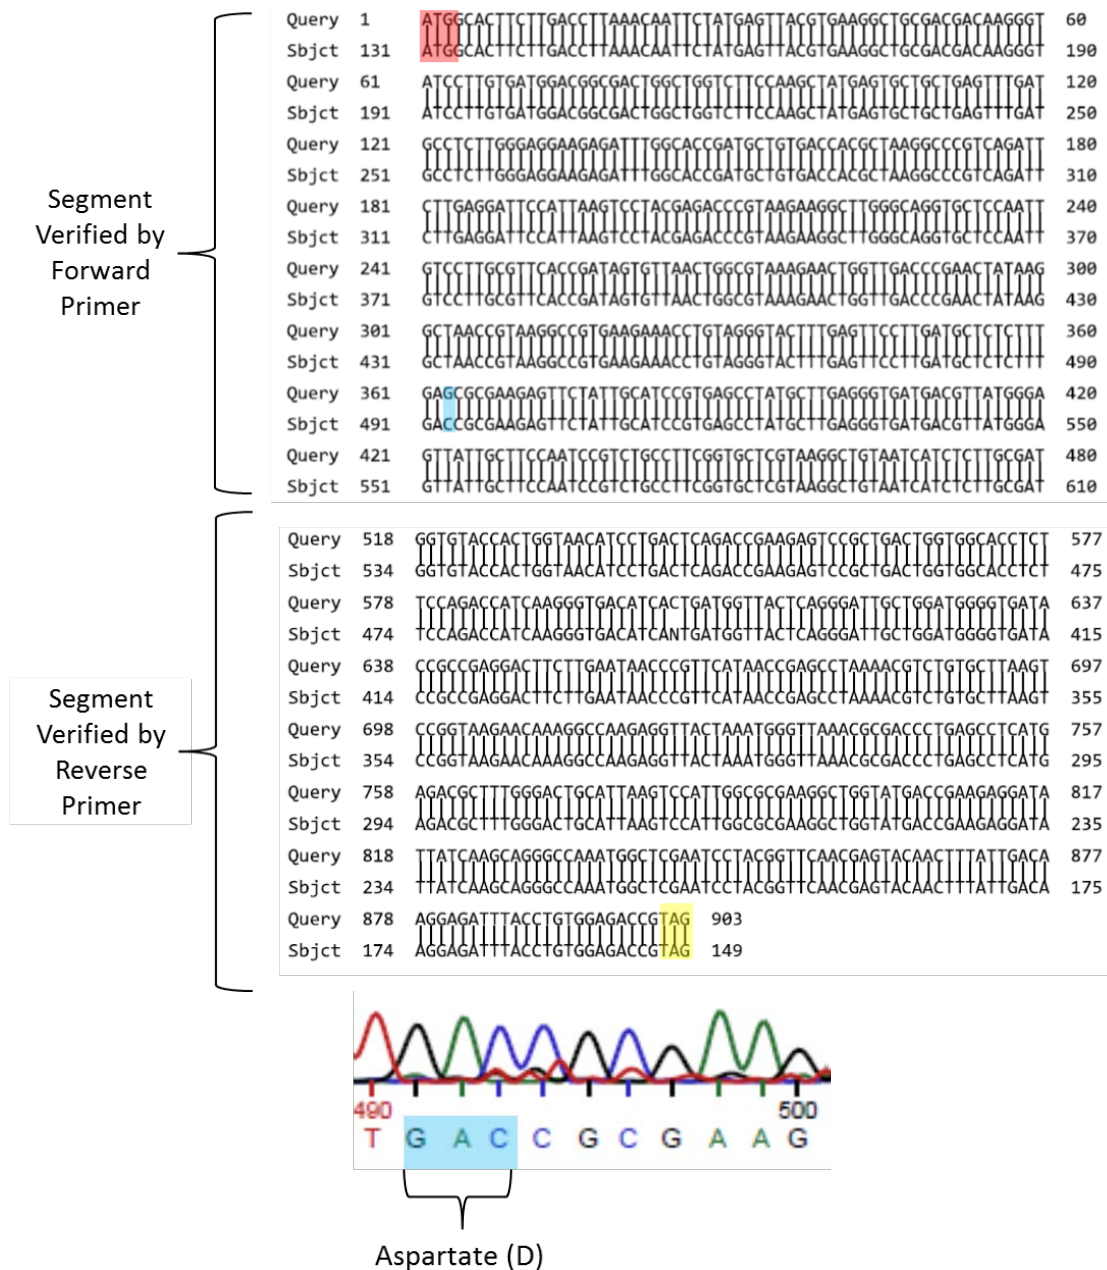 Query 1 ATGGCACTTCTTGACCTTAAACAATTCTATGAGTTACGTGAAGGCTGCGACGACAAGGGT 60
Sbjct 131 ATGGCACTTCTTGACCTTAAACAATTCTATGAGTTACGTGAAGGCTGCGACGACAAGGGT 190
Query 61 ATCCTTGTGATGGACGGCGACTGGCTGGTCTTCCAAGCTATGAGTGCTGCTGAGTTTGAT 120
Sbjct 191 ATCCTTGTGATGGACGGCGACTGGCTGGTCTTCCAAGCTATGAGTGCTGCTGAGTTTGAT 250
Query 121 GCCTCTTGGGAGGAAGAGATTTGGCACCGATGCTGTGACCACGCTAAGGCCCGTCAGATT 180
Sbjct 251 GCCTCTTGGGAGGAAGAGATTTGGCACCGATGCTGTGACCACGCTAAGGCCCGTCAGATT 310
Query 181 CTTGAGGATTCCATTAAGTCCTACGAGACCCGTAAGAAGGCTTGGGCAGGTGCTCCAATT 240
Sbjct 311 CTTGAGGATTCCATTAAGTCCTACGAGACCCGTAAGAAGGCTTGGGCAGGTGCTCCAATT 370
Query 241 GTCCTTGCGTTCACCGATAGTGTTAACTGGCGTAAAGAACTGGTTGACCCGAACTATAAG 300
Sbjct 371 GTCCTTGCGTTCACCGATAGTGTTAACTGGCGTAAAGAACTGGTTGACCCGAACTATAAG 430
Query 301 GCTAACCGTAAGGCCGTGAAGAAACCTGTAGGGTACTTTGAGTTCCTTGATGCTCTCTTT 360
Sbjct 431 GCTAACCGTAAGGCCGTGAAGAAACCTGTAGGGTACTTTGAGTTCCTTGATGCTCTCTTT 490
Query 361 GAGCGCGAAGAGTTCTATTGCATCCGTGAGCCTATGCTTGAGGGTGATGACGTTATGGGA 420
Sbjct 491 GACCGCGAAGAGTTCTATTGCATCCGTGAGCCTATGCTTGAGGGTGATGACGTTATGGGA 550
Query 421 GTTATTGCTTCCAATCCGTCTGCCTTCGGTGCTCGTAAGGCTGTAATCATCTCTTGCGAT 480
Sbjct 551 GTTATTGCTTCCAATCCGTCTGCCTTCGGTGCTCGTAAGGCTGTAATCATCTCTTGCGAT 610
Segment
Verified by
Forward
Primer
Query 518 GGTGTACCACTGGTAACATCCTGACTCAGACCGAAGAGTCCGCTGACTGGTGGCACCTCT 577
Sbjct 534 GGTGTACCACTGGTAACATCCTGACTCAGACCGAAGAGTCCGCTGACTGGTGGCACCTCT 475
Query 578 TCCAGACCATCAAGGGTGACATCACTGATGGTTACTCAGGGATTGCTGGATGGGGTGATA 637
Sbjct 474 TCCAGACCATCAAGGGTGACATCANTGATGGTTACTCAGGGATTGCTGGATGGGGTGATA 415
Query 638 CCGCCGAGGACTTCTTGAATAACCCGTTCATAACCGAGCCTAAAACGTCTGTGCTTAAGT 697
Sbjct 414 CCGCCGAGGACTTCTTGAATAACCCGTTCATAACCGAGCCTAAAACGTCTGTGCTTAAGT 355
Query 698 CCGGTAAGAACAAAGGCCAAGAGGTTACTAAATGGGTTAAACGCGACCCTGAGCCTCATG 757
Sbjct 354 CCGGTAAGAACAAAGGCCAAGAGGTTACTAAATGGGTTAAACGCGACCCTGAGCCTCATG 295
Query 758 AGACGCTTTGGGACTGCATTAAGTCCATTGGCGCGAAGGCTGGTATGACCGAAGAGGATA 817
Sbjct 294 AGACGCTTTGGGACTGCATTAAGTCCATTGGCGCGAAGGCTGGTATGACCGAAGAGGATA 235
Query 818 TTATCAAGCAGGGCCAAATGGCTCGAATCCTACGGTTCAACGAGTACAACTTTATTGACA 877
Sbjct 234 TTATCAAGCAGGGCCAAATGGCTCGAATCCTACGGTTCAACGAGTACAACTTTATTGACA 175
Query 878 AGGAGATTTACCTGTGGAGACCGTAG 903
Sbjct 174 AGGAGATTTACCTGTGGAGACCGTAG 149
Segment
Verified by
Reverse
Primer
490 500
T G A C C G C G A A G
Aspartate (D)